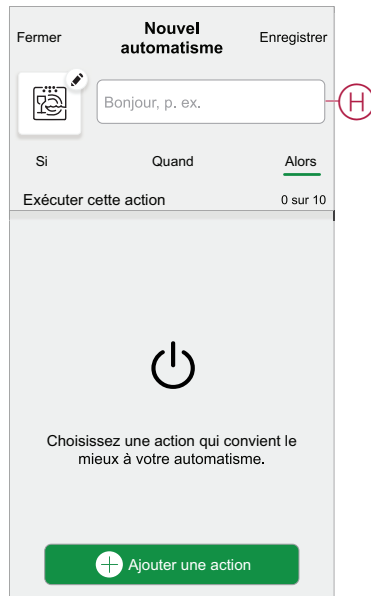 Fermer
Nouvel
automatisme
Enregistrer
Bonjour, p. ex.
H
Si
Quand
Alors
Exécuter cette action
0 sur 10
Choisissez une action qui convient le
mieux à votre automatisme.
Ajouter une action